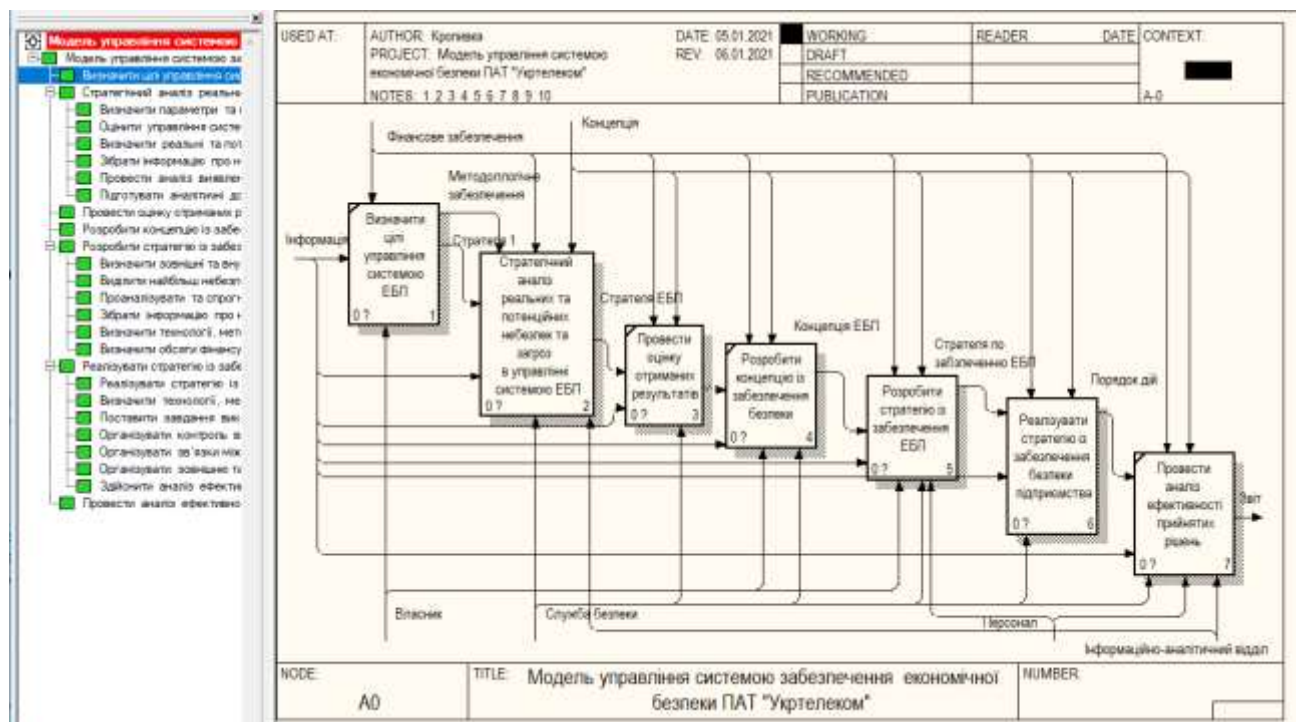 Модель управління системою
Модель управління системою за
Визначити цілі управління сис
Стратегічний аналіз реальн
Визначити параметри та
Оцінити управління систе
Визначити реальні та пот
Зібрати інформацію про н
Провести аналіз виявлен
Підготувати аналітичні до
Провести оцінку отриманих р
Розробити концепцію із забе
Розробити стратегію із забез
Визначити зовнішні та вну
Виділити найбільш небезп
Проаналізувати та спрогн
Зібрати інформацію про н
Визначити технології, мет
Визначити обсяги фінансу
Реалізувати стратегію із забе
Реалізувати стратегію із
Визначити технології, ме
Поставити завдання вик
Організувати контроль в
Організувати зв'язки між
Організувати зовнішню та
Здійснити аналіз ефекти
Провести аналіз ефективно
USED AT:
AUTHOR: Кропивка
DATE: 05.01.2021
PROJECT: Модель управління системою
економічної безпеки ПАТ "Укртелеком"
REV: 06.01.2021
NOTES: 1 2 3 4 5 6 7 8 9 10
WORKING
DRAFT
RECOMMENDED
PUBLICATION
READER
DATE
CONTEXT:
A-0
Фінансове забезпечення
Концепція
Методологічне
забезпечення
Інформація
Стратегія 1
Визначити
цілі
управління
системою
ЕБП
0 ?
1
Стратегічний
аналіз
реальних та
потенційних
небезпек та
загроз
в управлінні
системою ЕБП
0 ?
2
Стратегія ЕБП
Провести
оцінку
отриманих
результатів
0 ?
3
Концепція ЕБП
Розробити
концепцію із
забезпечення
безпеки
0 ?
4
Стратегія по
забзпеченню ЕБП
Розробити
стратегію із
забезпечення
ЕБП
0 ?
5
Порядок дій
Реалізувати
стратегію із
забезпечення
безпеки
підприємства
0 ?
6
Провести
аналіз
ефективності
прийнятих
рішень
0 ?
7
Звіт
Власник
Служба безпеки
Персонал
Інформаційно-аналітичний відділ
NODE:
A0
TITLE:
Модель управління системою забезпечення економічної
безпеки ПАТ "Укртелеком"
NUMBER: